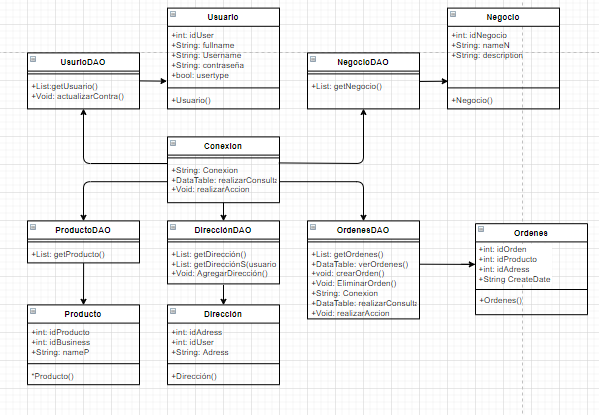 Usuario
+int: idUser
+String: fullname
+String: Username
+String: contraseña
+bool: usertype
+Usuario()
Negocio
+int: idNegocio
+String: nameN
+String: description
+Negocio()
UsurioDAO
+List:getUsuario()
+Void: actualizarContra()
NegocioDAO
+List: getNegocio()
Conexion
+String: Conexion
+DataTable: realizarConsulta
+Void: realizarAccion
ProductoDAO
+List: getProducto()
DirecciónDAO
+List: getDirección()
+List: getDirecciónS(usuario
+Void: AgregarDirección()
OrdenesDAO
+List: getOrdenes()
+DataTable: verOrdenes()
+void: crearOrden()
+Void: EliminarOrden()
+String: Conexion
+DataTable: realizarConsulta
+Void: realizarAccion
Ordenes
+int: idOrden
+int: idProducto
+int: idAdress
+String CreateDate
+Ordenes()
Producto
+int: idProducto
+int: idBusiness
+String: nameP
*Producto()
Dirección
+int: idAdress
+int: idUser
+String: Adress
+Dirección()